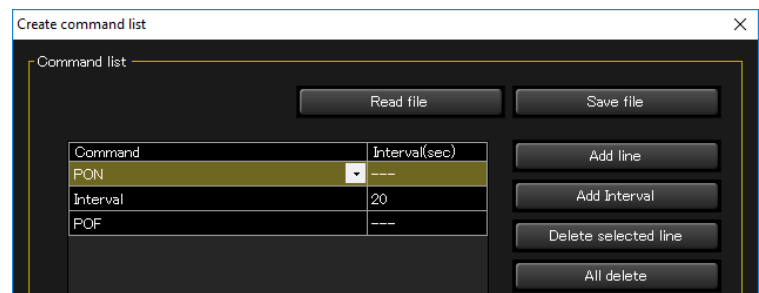 Create command list
Command list
Read file Save file
Command Interval(sec)
PON ---
Interval 20
POF ---
Add line
Add Interval
Delete selected line
All delete